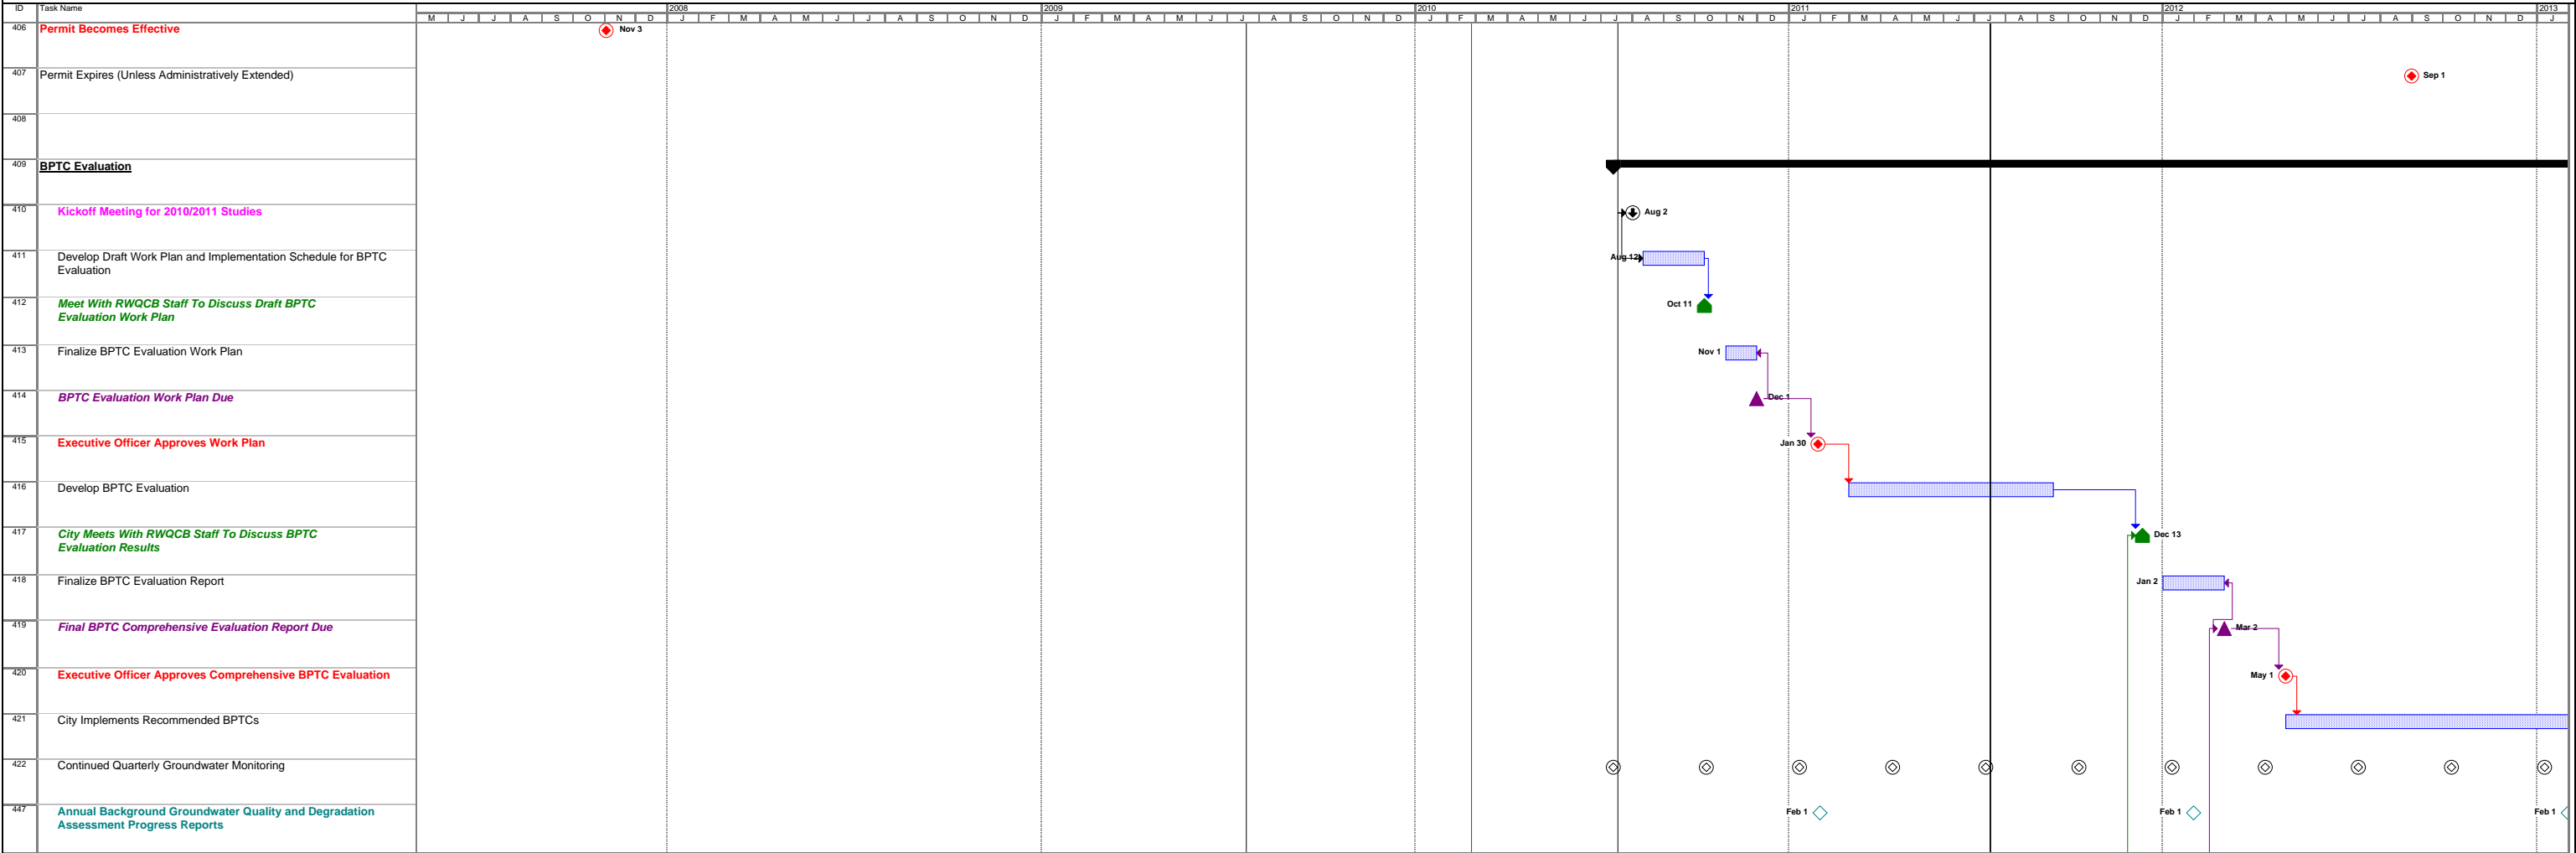 ID Task Name 2008 2009 2010 2011 2012 2013
M J J A S O N D J F M A M J J A S O N D J F M A M J J A S O N D J F M A M J J A S O N D J F M A M J J A S O N D J F M A M J J A S O N D J
406 Permit Becomes Effective Nov 3
407 Permit Expires (Unless Administratively Extended) Sep 1
408
409 BPTC Evaluation
410 Kickoff Meeting for 2010/2011 Studies Aug 2
411 Develop Draft Work Plan and Implementation Schedule for BPTC Aug 12
Evaluation
412 Meet With RWQCB Staff To Discuss Draft BPTC Oct 11
Evaluation Work Plan
413 Finalize BPTC Evaluation Work Plan Nov 1
414 BPTC Evaluation Work Plan Due Dec 1
415 Executive Officer Approves Work Plan Jan 30
416 Develop BPTC Evaluation
417 City Meets With RWQCB Staff To Discuss BPTC Dec 13
Evaluation Results
418 Finalize BPTC Evaluation Report Jan 2
419 Final BPTC Comprehensive Evaluation Report Due Mar 2
420 Executive Officer Approves Comprehensive BPTC Evaluation May 1
421 City Implements Recommended BPTCs
422 Continued Quarterly Groundwater Monitoring
447 Annual Background Groundwater Quality and Degradation Feb 1 Feb 1 Feb 1
Assessment Progress Reports